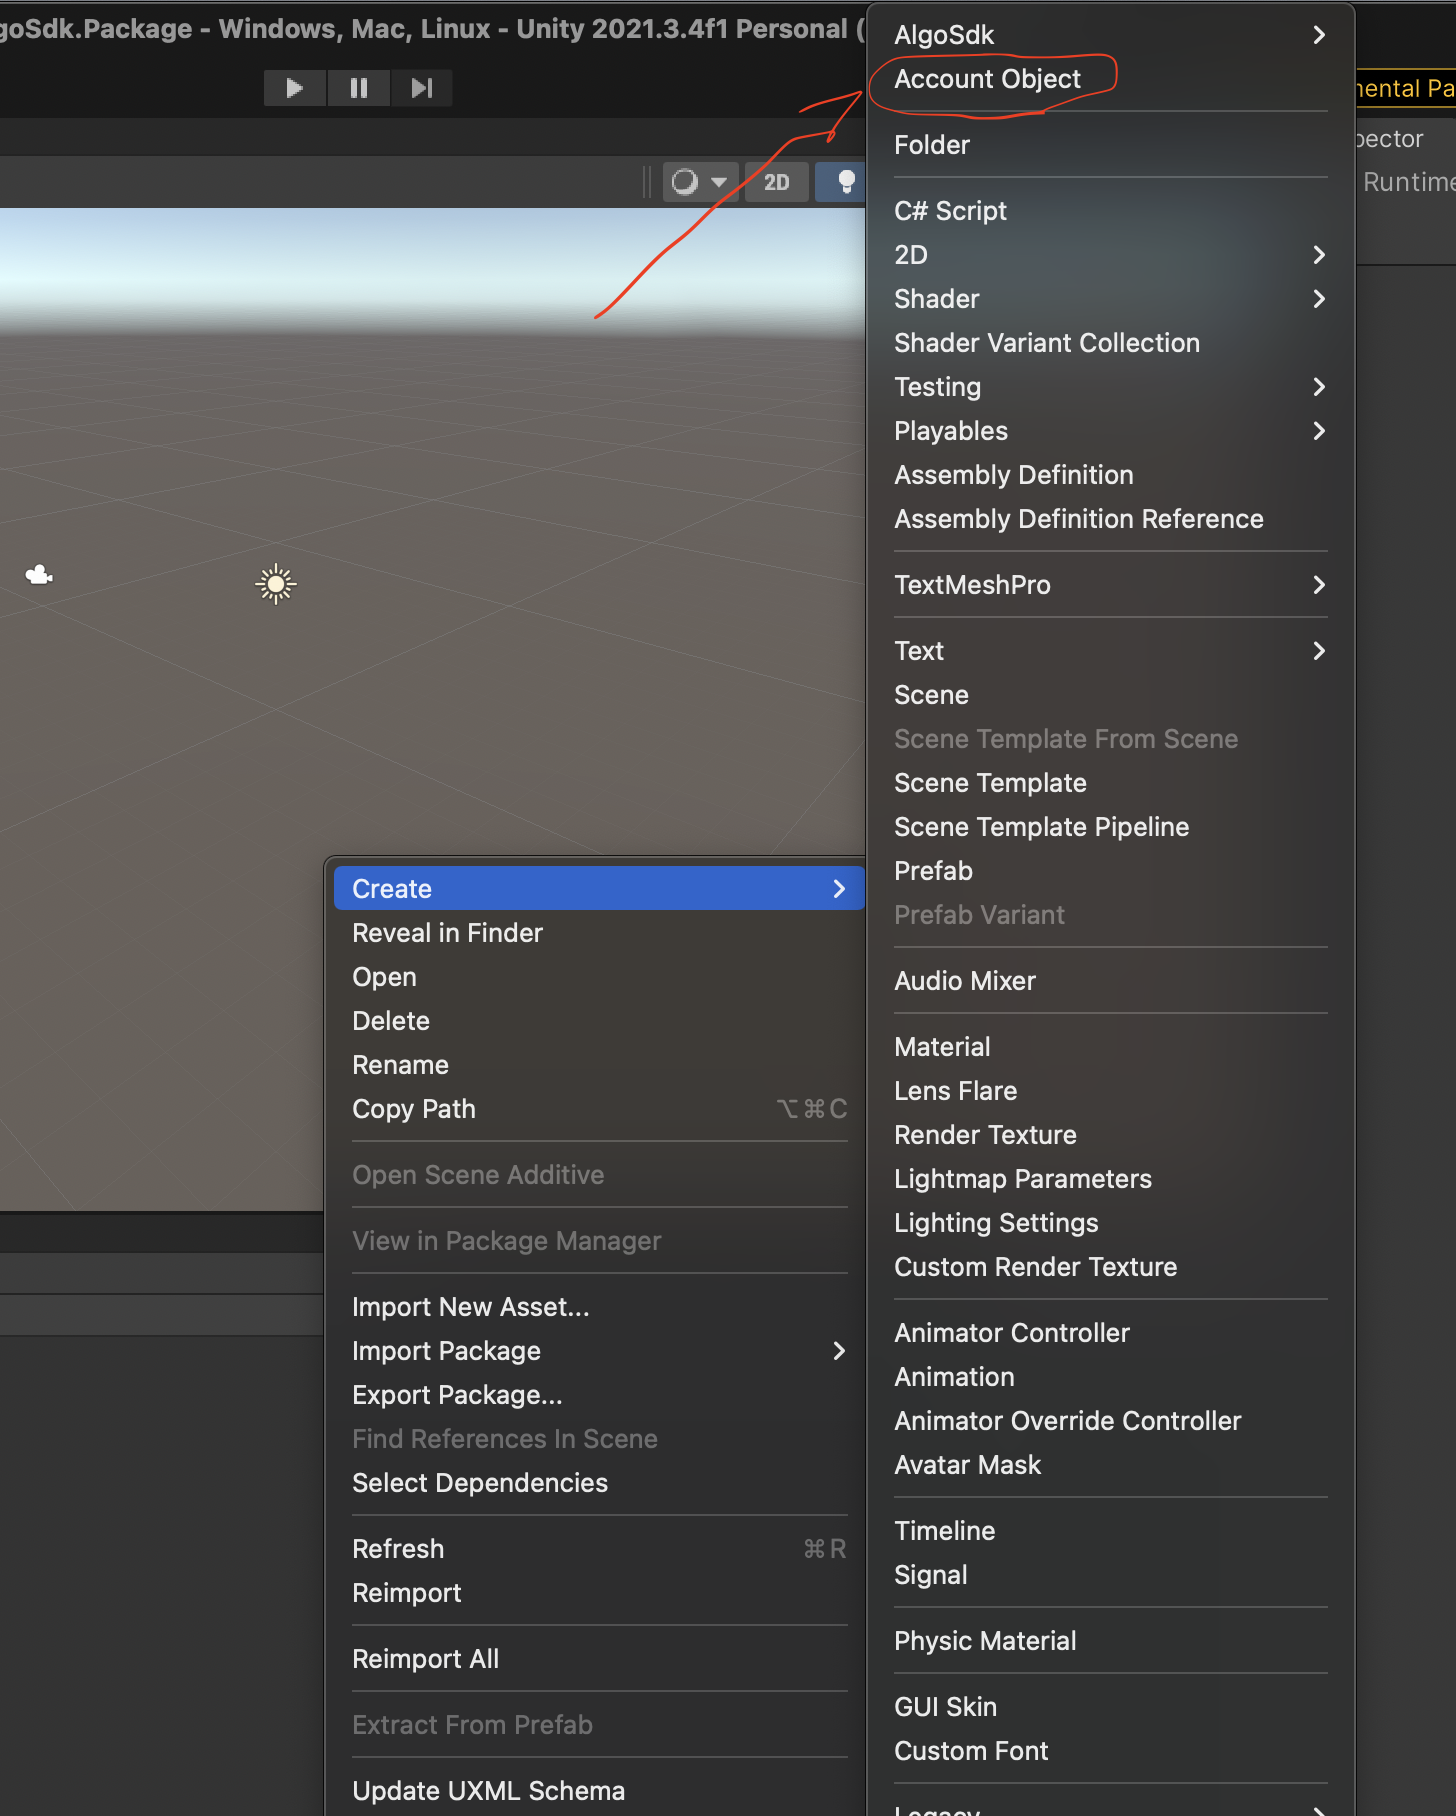 goSdk.Package - Windows, Mac, Linux - Unity 2021.3.4f1 Personal (
2D
mental Pa
pector
Runtime
AlgoSdk
Account Object
Folder
C# Script
2D
Shader
Shader Variant Collection
Testing
Playables
Assembly Definition
Assembly Definition Reference
TextMeshPro
Text
Scene
Scene Template From Scene
Scene Template
Scene Template Pipeline
Prefab
Prefab Variant
Audio Mixer
Material
Lens Flare
Render Texture
Lightmap Parameters
Lighting Settings
Custom Render Texture
Animator Controller
Animation
Animator Override Controller
Avatar Mask
Timeline
Signal
Physic Material
GUI Skin
Custom Font
Legacy
Create
Reveal in Finder
Open
Delete
Rename
Copy Path ⌥⌘C
Open Scene Additive
View in Package Manager
Import New Asset...
Import Package
Export Package...
Find References In Scene
Select Dependencies
Refresh ⌘R
Reimport
Reimport All
Extract From Prefab
Update UXML Schema